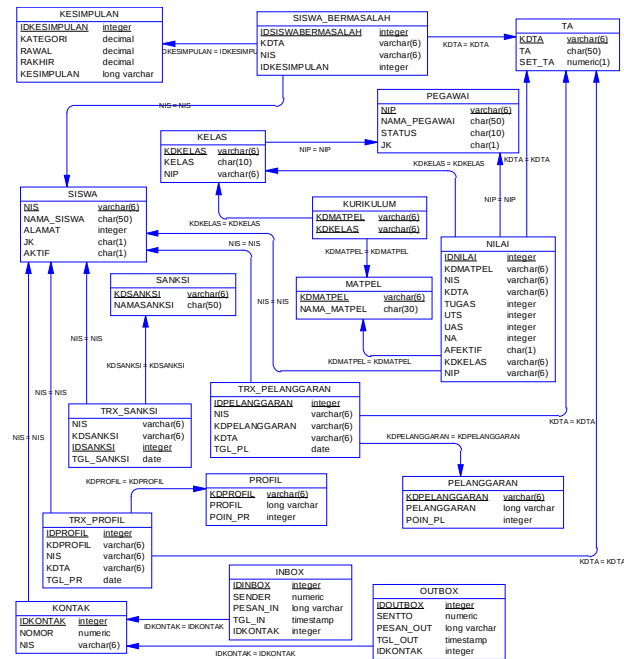 KESIMPULAN
IDKESIMPULAN integer
KATEGORI decimal
RAWAL decimal
RAKHIR decimal
KESIMPULAN long varchar
SISWA_BERMASALAH
IDSISWABERMASALAH integer
KDTA varchar(6)
NIS varchar(6)
IDKESIMPULAN integer
TA
KDTA varchar(6)
TA char(50)
SET_TA numeric(1)
DKESIMPULAN = IDKESIMPU
KDTA = KDTA
NIS = NIS
PEGAWAI
NIP varchar(6)
NAMA_PEGAWAI char(50)
STATUS char(10)
JK char(1)
KELAS
KDKELAS varchar(6)
KELAS char(10)
NIP varchar(6)
NIP = NIP
KDKELAS = KDKELAS
KDTA = KDTA
NIP = NIP
SISWA
NIS varchar(6)
NAMA_SISWA char(50)
ALAMAT integer
JK char(1)
AKTIF char(1)
KURIKULUM
KDMATPEL varchar(6)
KDKELAS varchar(6)
KDKELAS = KDKELAS
NIS = NIS
KDMATPEL = KDMATPEL
NILAI
IDNILAI integer
KDMATPEL varchar(6)
NIS varchar(6)
KDTA varchar(6)
TUGAS integer
UTS integer
UAS integer
NA integer
AFEKTIF char(1)
KDKELAS varchar(6)
NIP varchar(6)
SANKSI
KDSANKSI varchar(6)
NAMASANKSI char(50)
MATPEL
KDMATPEL varchar(6)
NAMA_MATPEL char(30)
NIS = NIS
NIS = NIS
KDSANKSI = KDSANKSI
KDMATPEL = KDMATPEL
NIS = NIS
NIS = NIS
TRX_SANKSI
NIS varchar(6)
KDSANKSI varchar(6)
IDSANKSI integer
TGL_SANKSI date
TRX_PELANGGARAN
IDPELANGGARAN integer
NIS varchar(6)
KDPELANGGARAN varchar(6)
KDTA varchar(6)
TGL_PL date
KDTA = KDTA
KDPELANGGARAN = KDPELANGGARAN
KDPROFIL = KDPROFIL
PROFIL
KDPROFIL varchar(6)
PROFIL long varchar
POIN_PR integer
PELANGGARAN
KDPELANGGARAN varchar(6)
PELANGGARAN long varchar
POIN_PL integer
TRX_PROFIL
IDPROFIL integer
KDPROFIL varchar(6)
NIS varchar(6)
KDTA varchar(6)
TGL_PR date
KDTA = KDTA
INBOX
IDINBOX integer
SENDER numeric
PESAN_IN long varchar
TGL_IN timestamp
IDKONTAK integer
OUTBOX
IDOUTBOX integer
SENTTO numeric
PESAN_OUT long varchar
TGL_OUT timestamp
IDKONTAK integer
KONTAK
IDKONTAK integer
NOMOR numeric
NIS varchar(6)
IDKONTAK = IDKONTAK
IDKONTAK = IDKONTAK